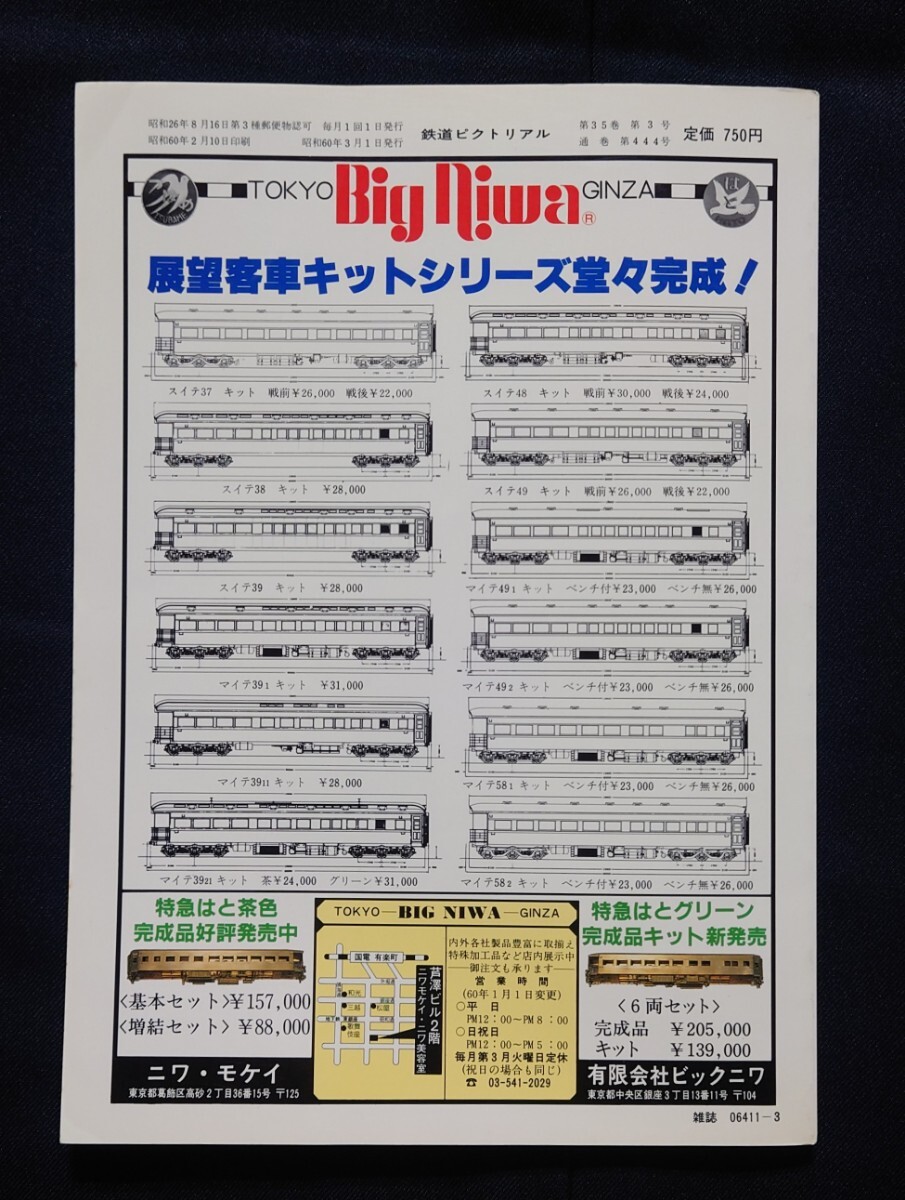 昭和26年8月16日第3種郵便物認可 毎月1回1日発行
昭和60年2月10日印刷 昭和60年3月1日発行
鉄道ピクトリアル
第35巻 第3号
通巻 第444号
定価 750円
つばめ
TSUBAME
TOKYO Big Niwa® GINZA
はと
展望客車キットシリーズ堂々完成!
スイテ37 キット 戦前¥26,000 戦後¥22,000
スイテ48 キット 戦前¥30,000 戦後¥24,000
スイテ38 キット ¥28,000
スイテ49 キット 戦前¥26,000 戦後¥22,000
スイテ39 キット ¥28,000
マイテ491 キット ベンチ付¥23,000 ベンチ無¥26,000
マイテ391 キット ¥31,000
マイテ492 キット ベンチ付¥23,000 ベンチ無¥26,000
マイテ3911 キット ¥28,000
マイテ581 キット ベンチ付¥23,000 ベンチ無¥26,000
マイテ3921 キット 茶¥24,000 グリーン¥31,000
マイテ582 キット ベンチ付¥23,000 ベンチ無¥26,000
特急はと茶色
完成品好評発売中
〈基本セット〉¥157,000
〈増結セット〉¥88,000
ニワ・モケイ
東京都葛飾区高砂2丁目36番15号 〒125
TOKYO—BIG NIWA—GINZA
国電 有楽町
和光
三越
松屋
歌舞伎座
芦澤ビル2階
ニワモケイ・ニワ美容室
内外各社製品豊富に取揃え
特殊加工品など店内展示中
——御注文も承ります——
営業時間
(60年1月1日変更)
○平日
PM12:00〜PM8:00
○日祝日
PM12:00〜PM5:00
毎月第3月火曜日定休
(祝日の場合も同じ)
☎ 03-541-2029
特急はとグリーン
完成品キット新発売
〈6両セット〉
完成品 ¥205,000
キット ¥139,000
有限会社ビックニワ
東京都中央区銀座3丁目13番11号 〒104
雑誌 06411-3